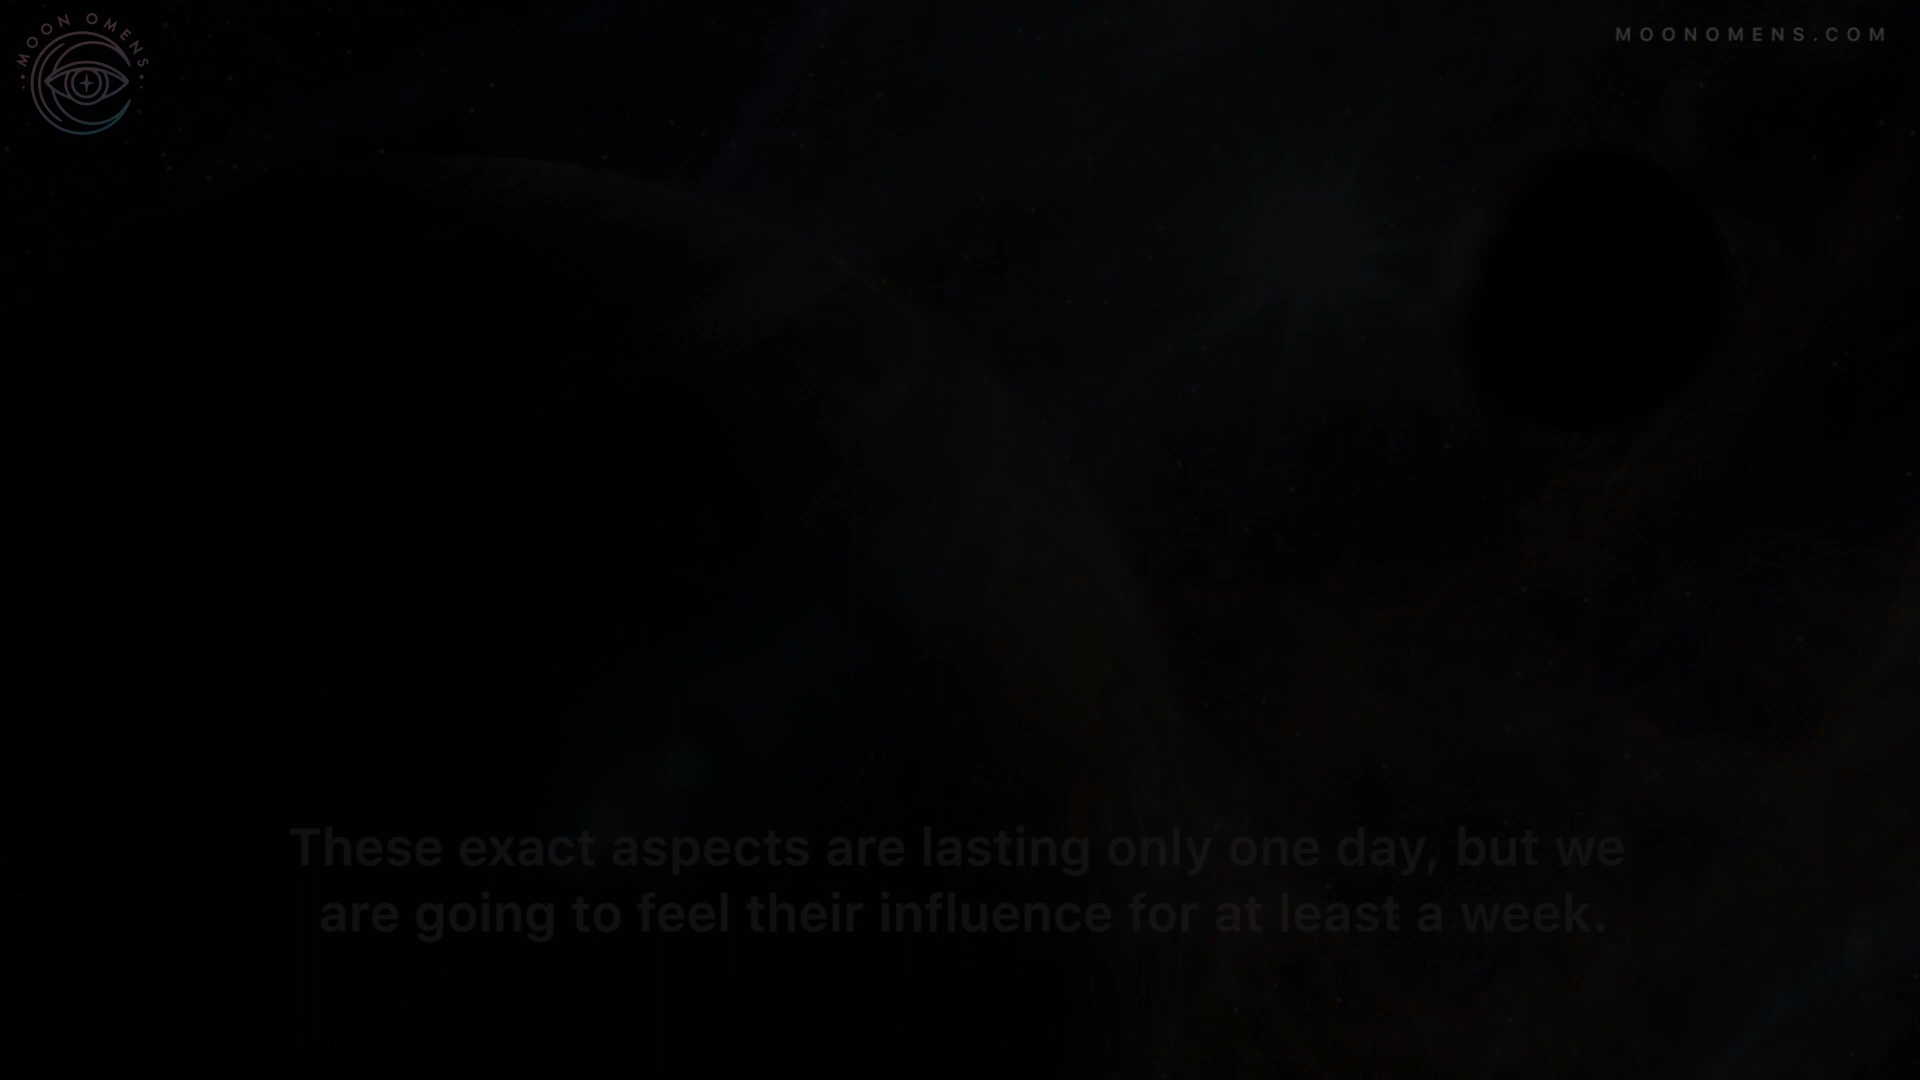 MOON OMENS
MOONOMENS.COM
These exact aspects are lasting only one day, but we
are going to feel their influence for at least a week.